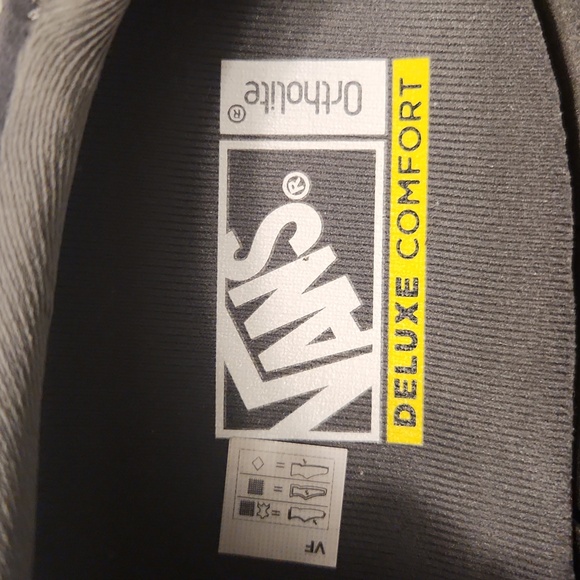 Ortholite®
VANS®
DELUXE COMFORT
VF